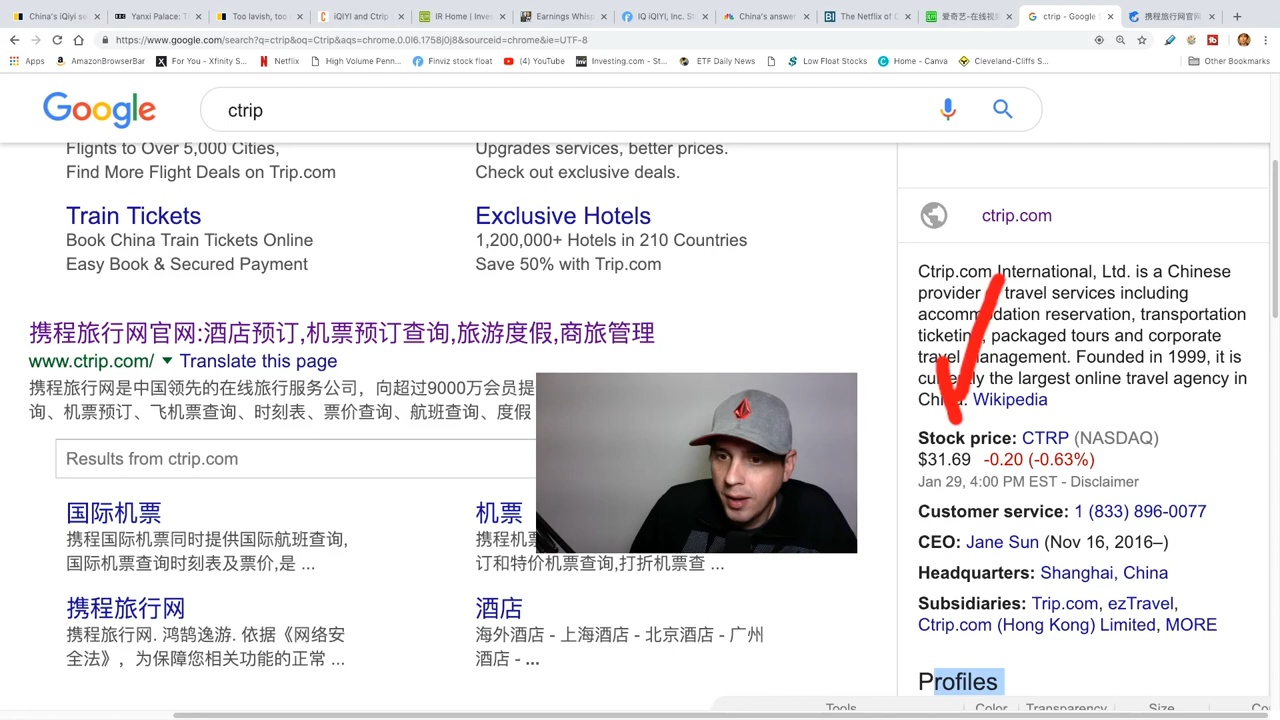 China's iQiyi se
Yanxi Palace: T
Too lavish, too
iQIYI and Ctrip
IR Home | Inves
Earnings Whisp
IQ iQIYI, Inc. St
China's answe
The Netflix of C
爱奇艺-在线视
ctrip - Google S
携程旅行网官网
https://www.google.com/search?q=ctrip&oq=Ctrip&aqs=chrome.0.0l6.1758j0j8&sourceid=chrome&ie=UTF-8
Apps
AmazonBrowserBar
For You - Xfinity S...
Netflix
High Volume Penn...
Finviz stock float
(4) YouTube
Investing.com - St...
ETF Daily News
Low Float Stocks
Home - Canva
Cleveland-Cliffs S...
Other Bookmarks
Google
ctrip
Flights to Over 5,000 Cities,
Find More Flight Deals on Trip.com
Upgrades services, better prices.
Check out exclusive deals.
Train Tickets
Book China Train Tickets Online
Easy Book & Secured Payment
Exclusive Hotels
1,200,000+ Hotels in 210 Countries
Save 50% with Trip.com
携程旅行网官网:酒店预订,机票预订查询,旅游度假,商旅管理
www.ctrip.com/ ▼ Translate this page
携程旅行网是中国领先的在线旅行服务公司，向超过9000万会员提
询、机票预订、飞机票查询、时刻表、票价查询、航班查询、度假
Results from ctrip.com
国际机票
携程国际机票同时提供国际航班查询,
国际机票查询时刻表及票价,是 ...
机票
携程机票
订和特价机票查询,打折机票查 ...
携程旅行网
携程旅行网. 鸿鹄逸游. 依据《网络安
全法》，为保障您相关功能的正常 ...
酒店
海外酒店 - 上海酒店 - 北京酒店 - 广州
酒店 - ...
ctrip.com
Ctrip.com International, Ltd. is a Chinese
provider of travel services including
accommodation reservation, transportation
ticketing, packaged tours and corporate
travel management. Founded in 1999, it is
currently the largest online travel agency in
China. Wikipedia
Stock price: CTRP (NASDAQ)
$31.69 -0.20 (-0.63%)
Jan 29, 4:00 PM EST - Disclaimer
Customer service: 1 (833) 896-0077
CEO: Jane Sun (Nov 16, 2016–)
Headquarters: Shanghai, China
Subsidiaries: Trip.com, ezTravel,
Ctrip.com (Hong Kong) Limited, MORE
Profiles
Tools
Color
Transparency
Size